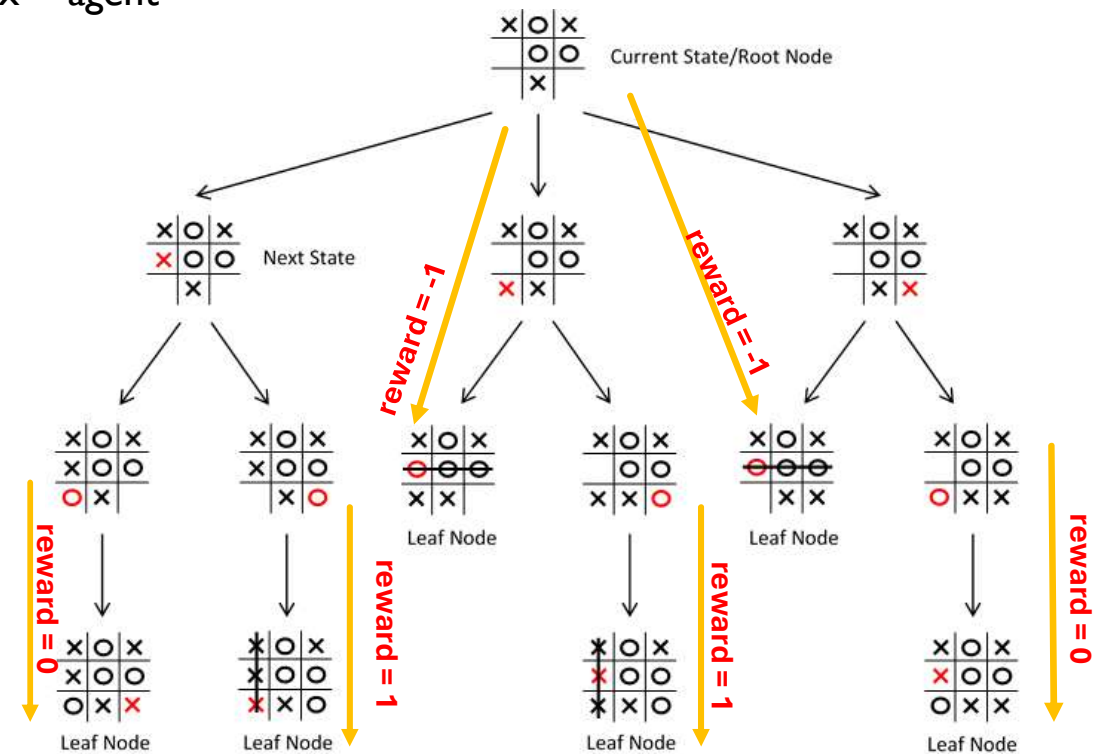 x agent
X O X
O O
X
Current State/Root Node
X O X
X O O
X
Next State
X O X
O O
X X
X O X
O O
X X
reward = -1
reward = -1
X O X
X O O
O X
X O X
X O O
X O
X O X
O O O
X X
Leaf Node
X O X
O O
X X O
X O X
O O O
X X
Leaf Node
X O X
O O
O X X
reward = 0
reward = 1
reward = 1
reward = 0
X O X
X O O
O X X
Leaf Node
X O X
X O O
X X O
Leaf Node
X O X
X O O
X X O
Leaf Node
X O X
X O O
O X X
Leaf Node